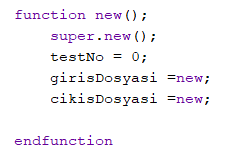 function new();
super.new();
testNo = 0;
girisDosyasi =new;
cikisDosyasi =new;
endfunction